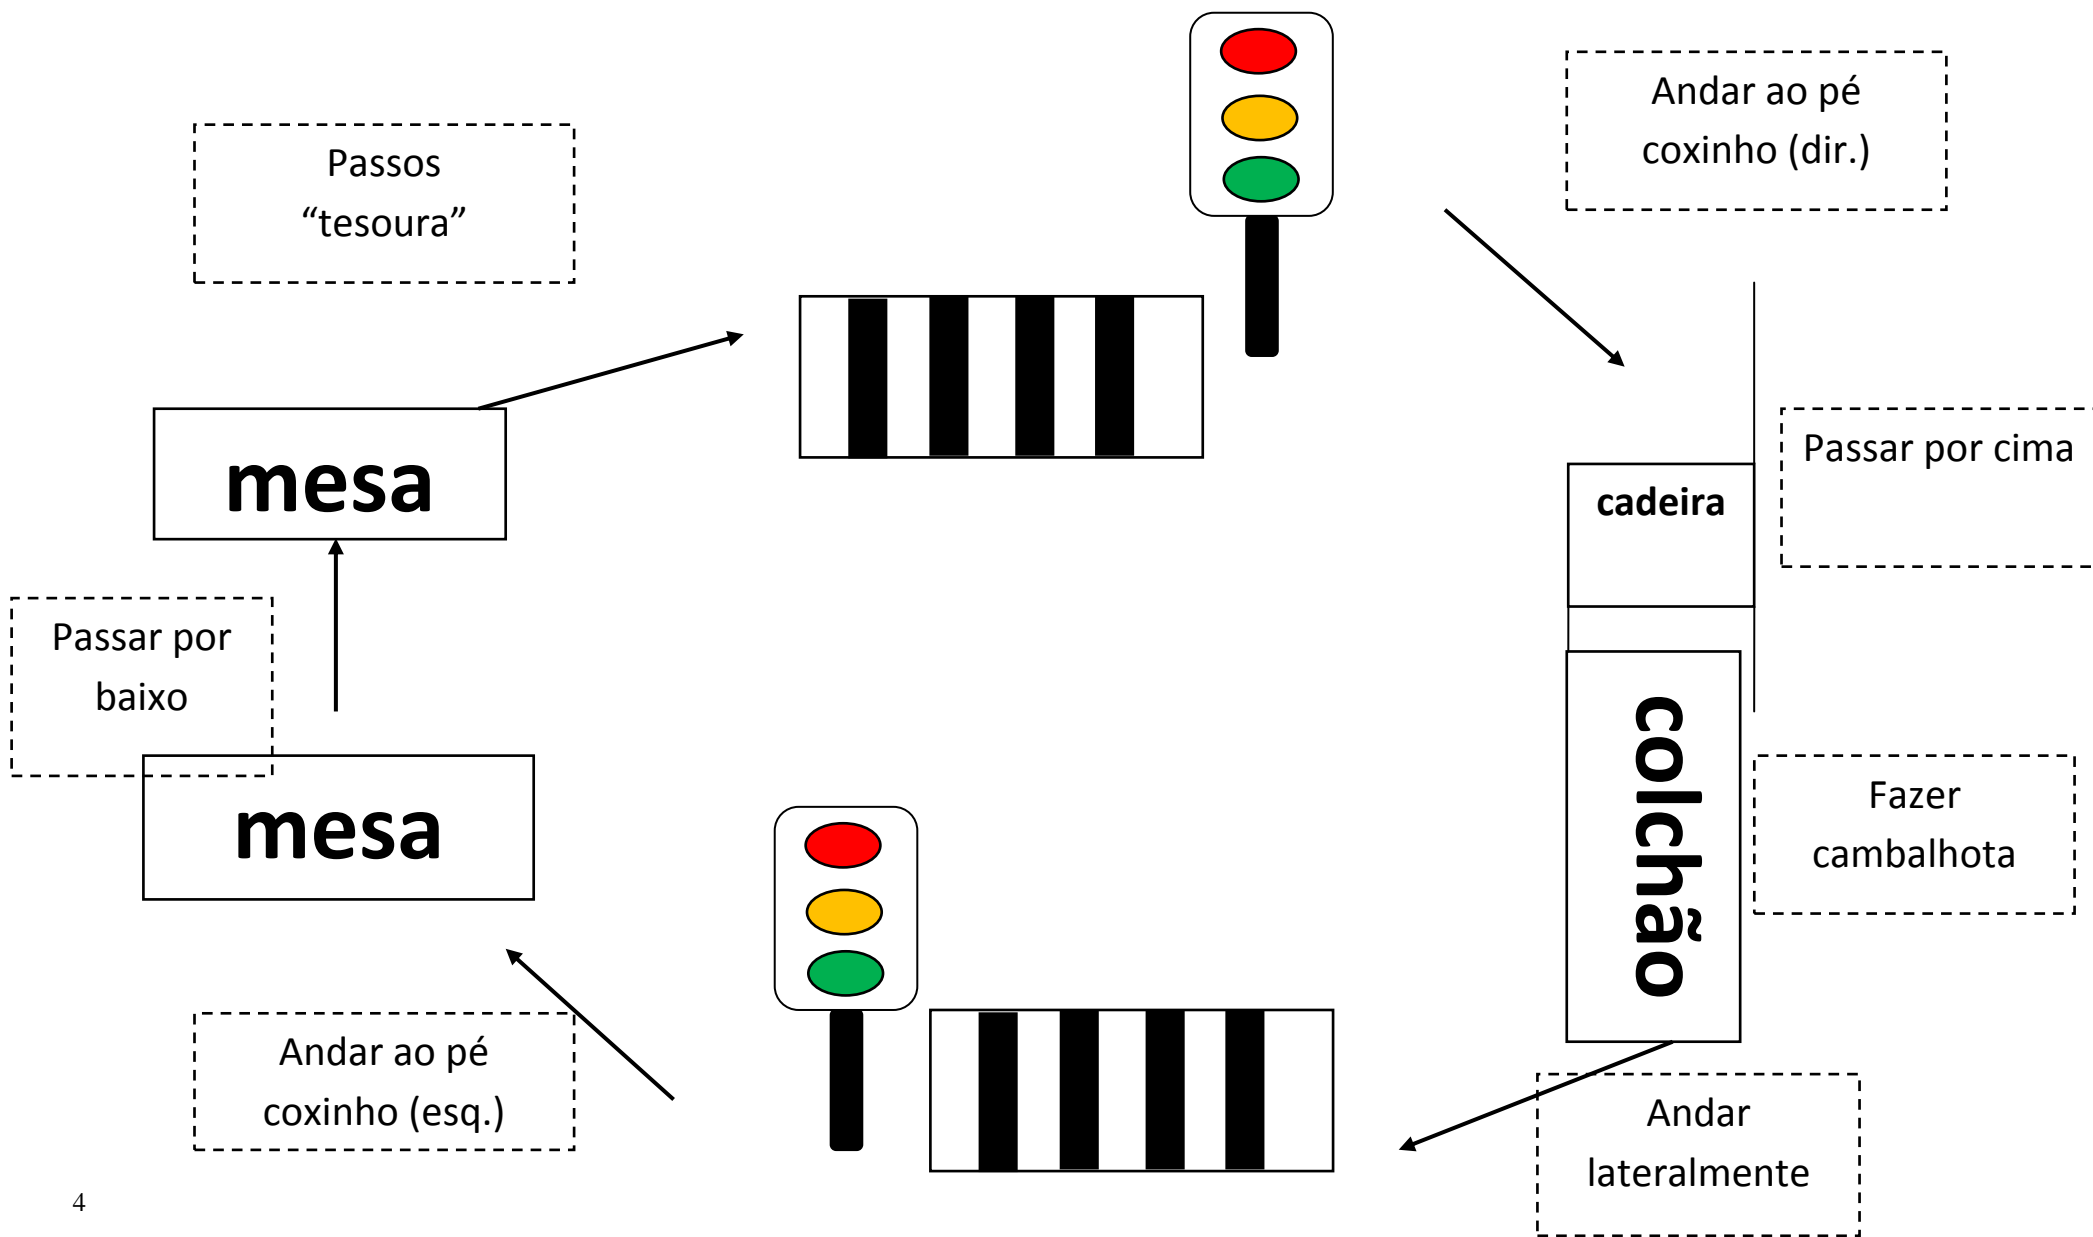 Andar ao pé
coxinho (dir.)
Passos
“tesoura”
mesa
Passar por cima
cadeira
Passar por
baixo
colchão
mesa
Fazer
cambalhota
Andar ao pé
coxinho (esq.)
Andar
lateralmente
4